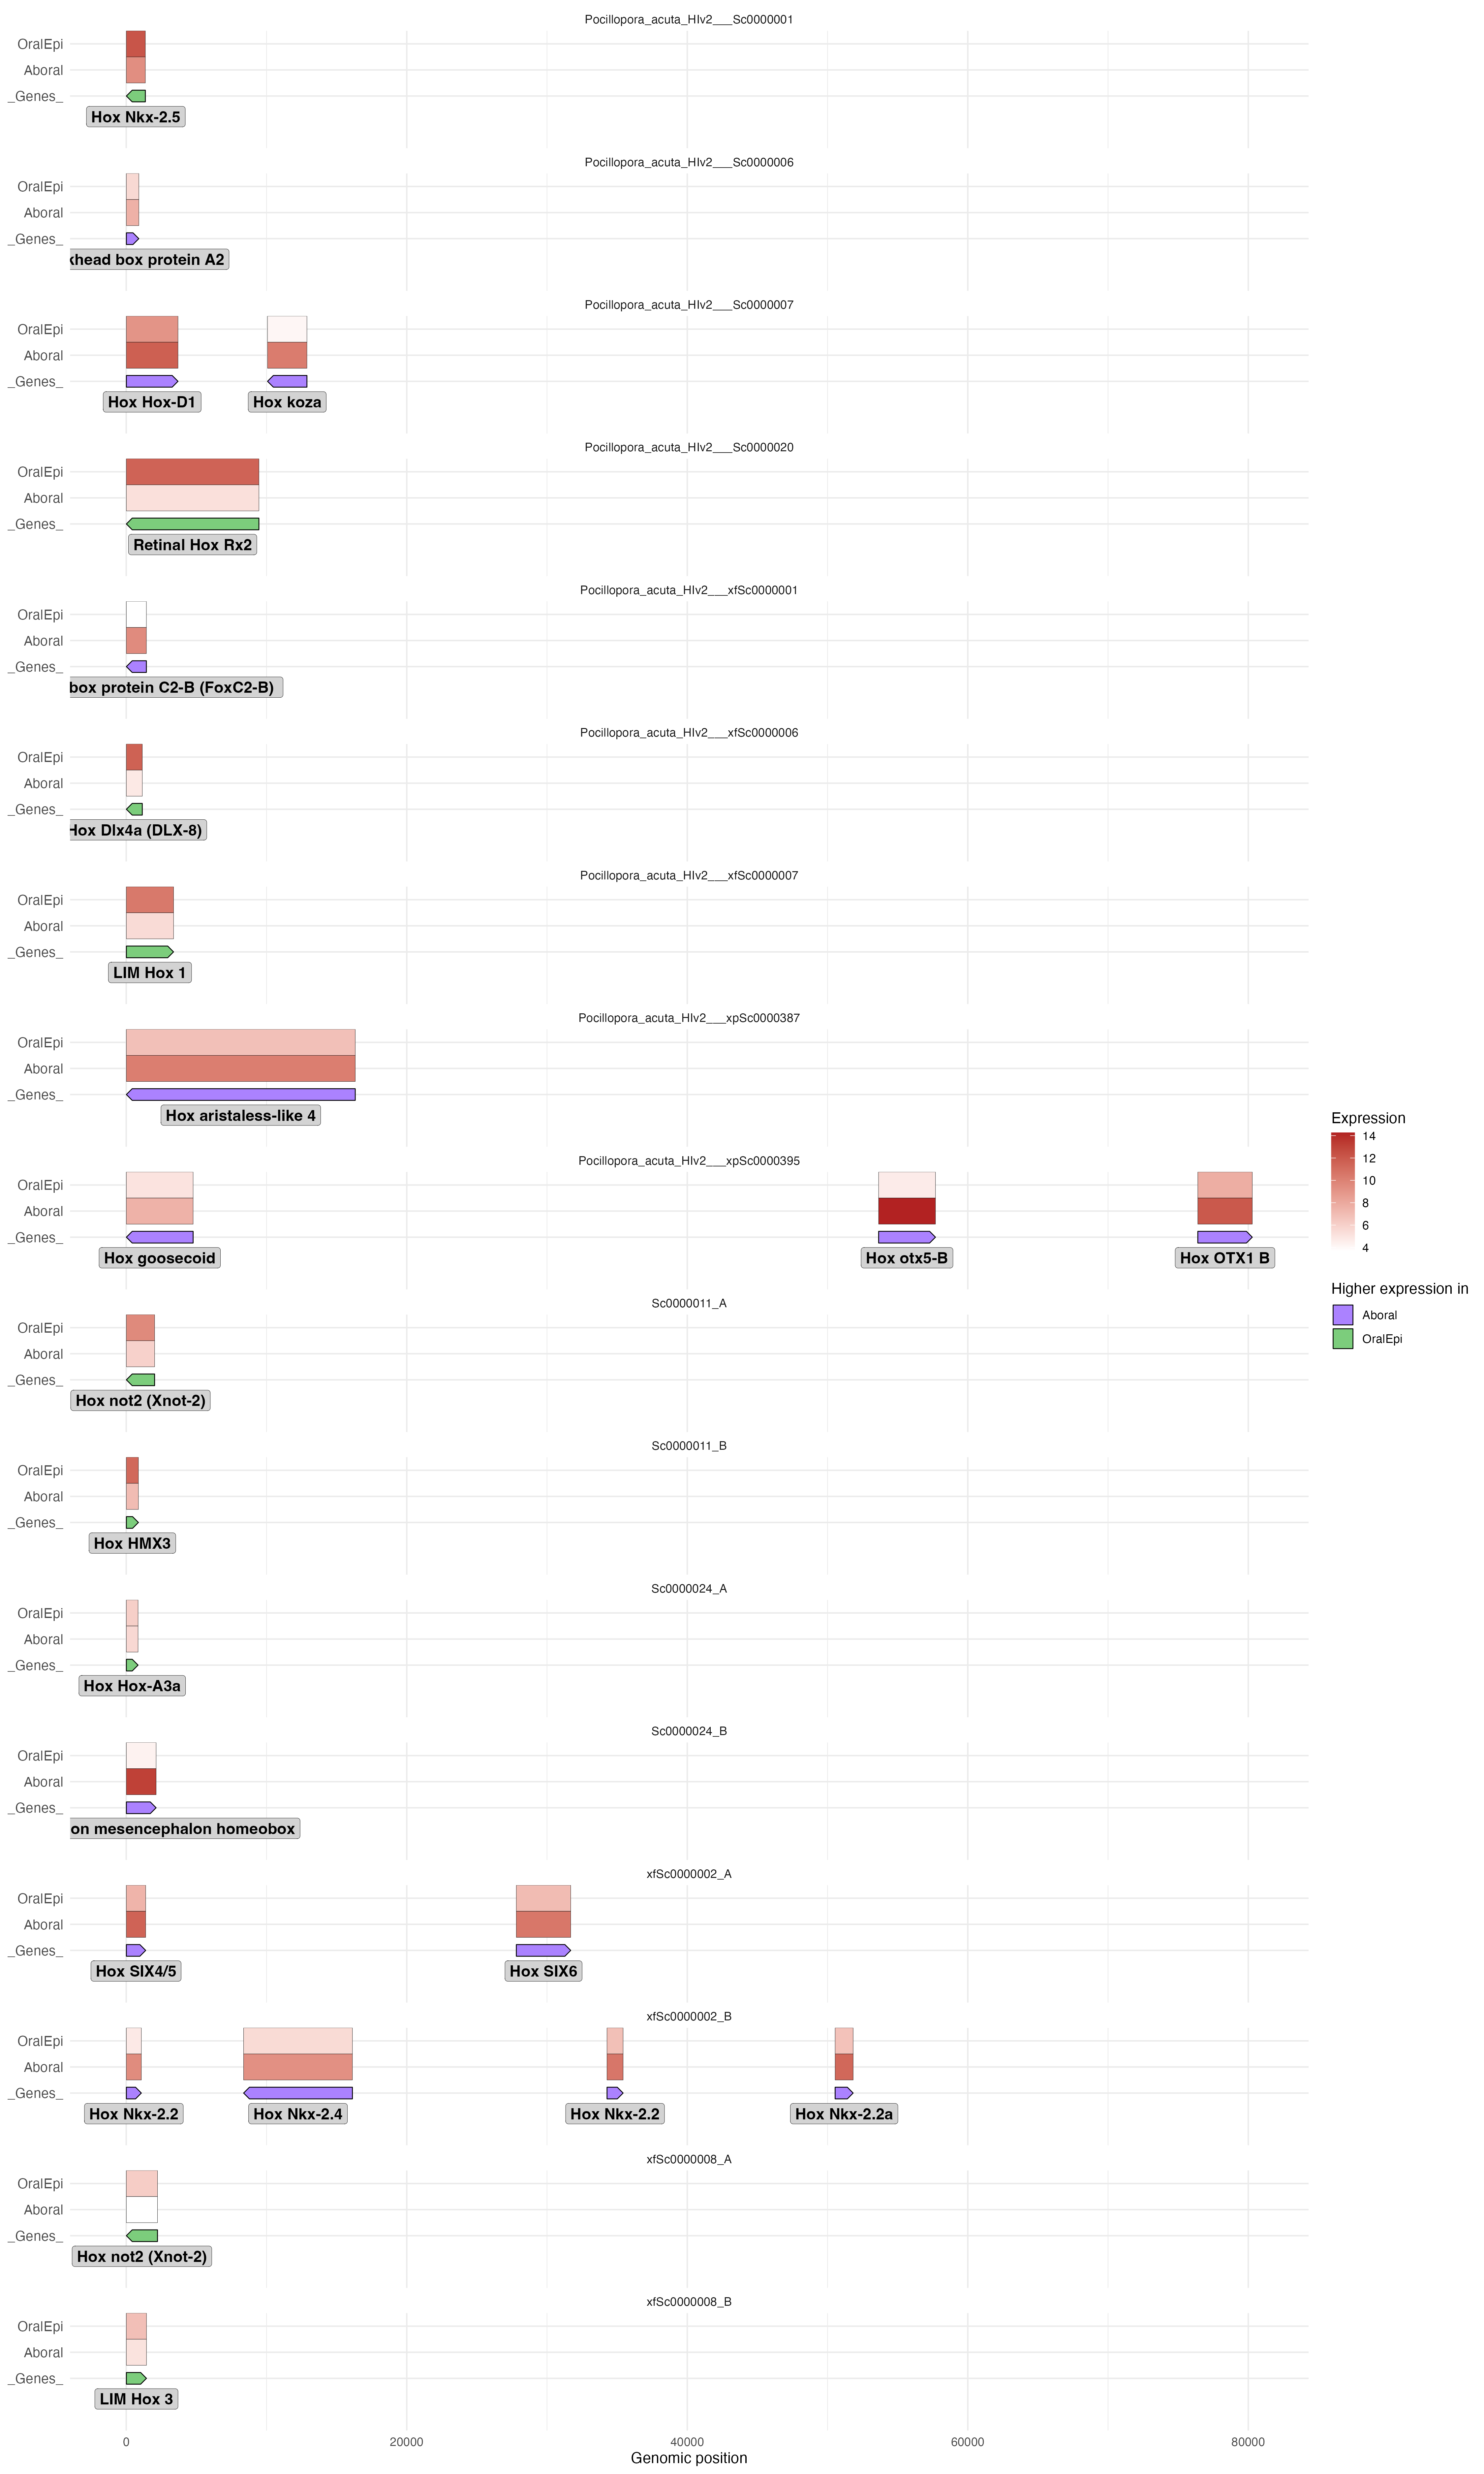 Pocillopora_acuta_HIv2___Sc0000001
OralEpi
Aboral
_Genes_
Hox Nkx-2.5
Pocillopora_acuta_HIv2___Sc0000006
OralEpi
Aboral
_Genes_
khead box protein A2
Pocillopora_acuta_HIv2___Sc0000007
OralEpi
Aboral
_Genes_
Hox Hox-D1 Hox koza
Pocillopora_acuta_HIv2___Sc0000020
OralEpi
Aboral
_Genes_
Retinal Hox Rx2
Pocillopora_acuta_HIv2___xfSc0000001
OralEpi
Aboral
_Genes_
box protein C2-B (FoxC2-B)
Pocillopora_acuta_HIv2___xfSc0000006
OralEpi
Aboral
_Genes_
Hox Dlx4a (DLX-8)
Pocillopora_acuta_HIv2___xfSc0000007
OralEpi
Aboral
_Genes_
LIM Hox 1
Pocillopora_acuta_HIv2___xpSc0000387
OralEpi
Aboral
_Genes_
Hox aristaless-like 4
Pocillopora_acuta_HIv2___xpSc0000395
OralEpi
Aboral
_Genes_
Hox goosecoid Hox otx5-B Hox OTX1 B
Sc0000011_A
OralEpi
Aboral
_Genes_
Hox not2 (Xnot-2)
Sc0000011_B
OralEpi
Aboral
_Genes_
Hox HMX3
Sc0000024_A
OralEpi
Aboral
_Genes_
Hox Hox-A3a
Sc0000024_B
OralEpi
Aboral
_Genes_
on mesencephalon homeobox
xfSc0000002_A
OralEpi
Aboral
_Genes_
Hox SIX4/5 Hox SIX6
xfSc0000002_B
OralEpi
Aboral
_Genes_
Hox Nkx-2.2 Hox Nkx-2.4 Hox Nkx-2.2 Hox Nkx-2.2a
xfSc0000008_A
OralEpi
Aboral
_Genes_
Hox not2 (Xnot-2)
xfSc0000008_B
OralEpi
Aboral
_Genes_
LIM Hox 3
0 20000 40000 60000 80000
Genomic position
Expression
14
12
10
8
6
4
Higher expression in
Aboral
OralEpi